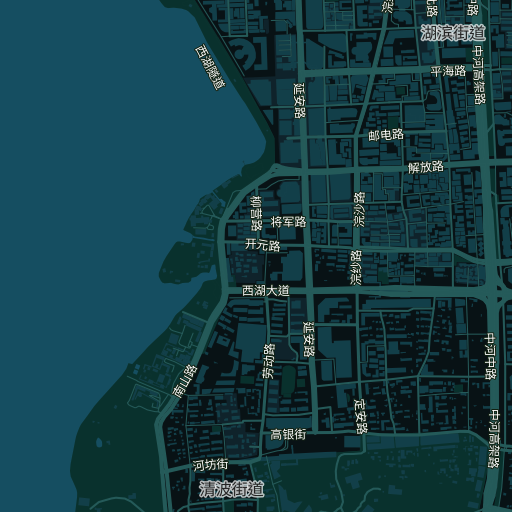 湖滨街道
西湖隧道
平海路
中河高架路
延安路
邮电路
解放路
柳营路
浣沙路
将军路
开元路
浣纱路
西湖大道
延安路
中河中路
劳动路
南山路
定安路
高银街
中河高架路
河坊街
清波街道